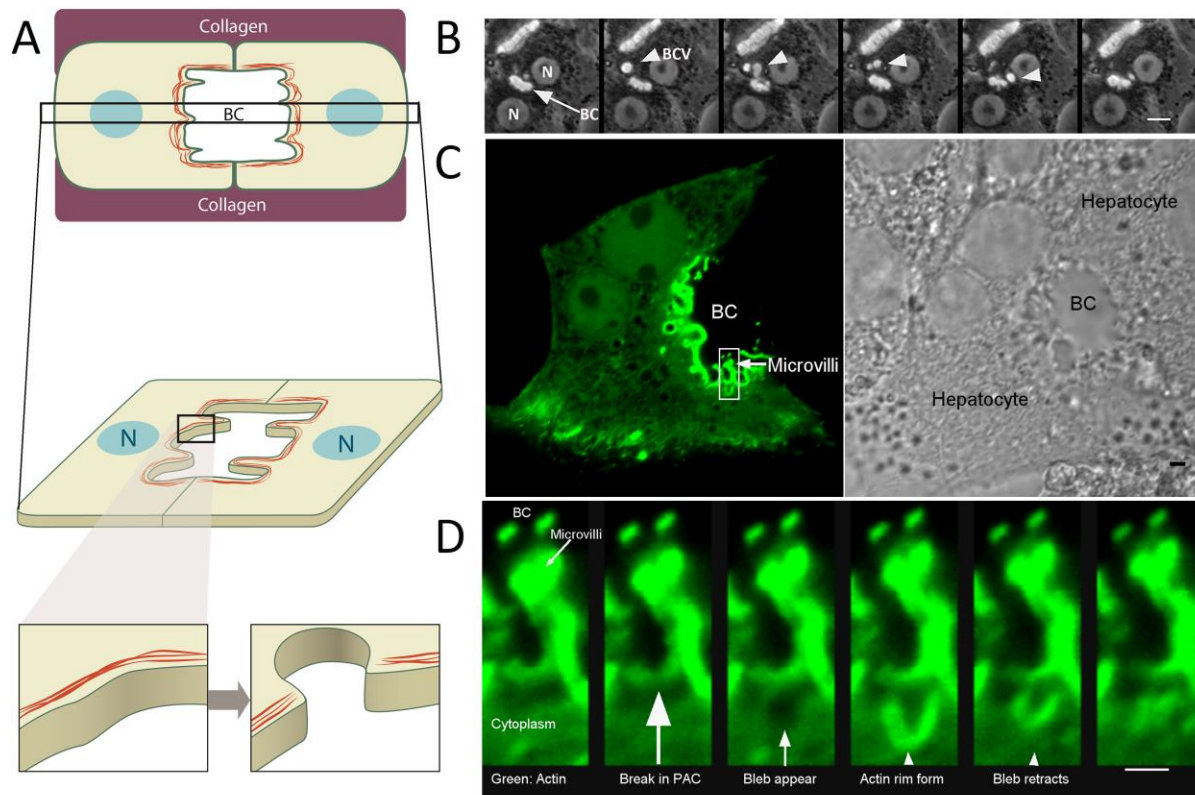 A
Collagen
BC
Collagen
N
N
B
N
N
BC
BCV
C
BC
Microvilli
Hepatocyte
BC
Hepatocyte
D
BC
Microvilli
Cytoplasm
Green: Actin
Break in PAC
Bleb appear
Actin rim form
Bleb retracts